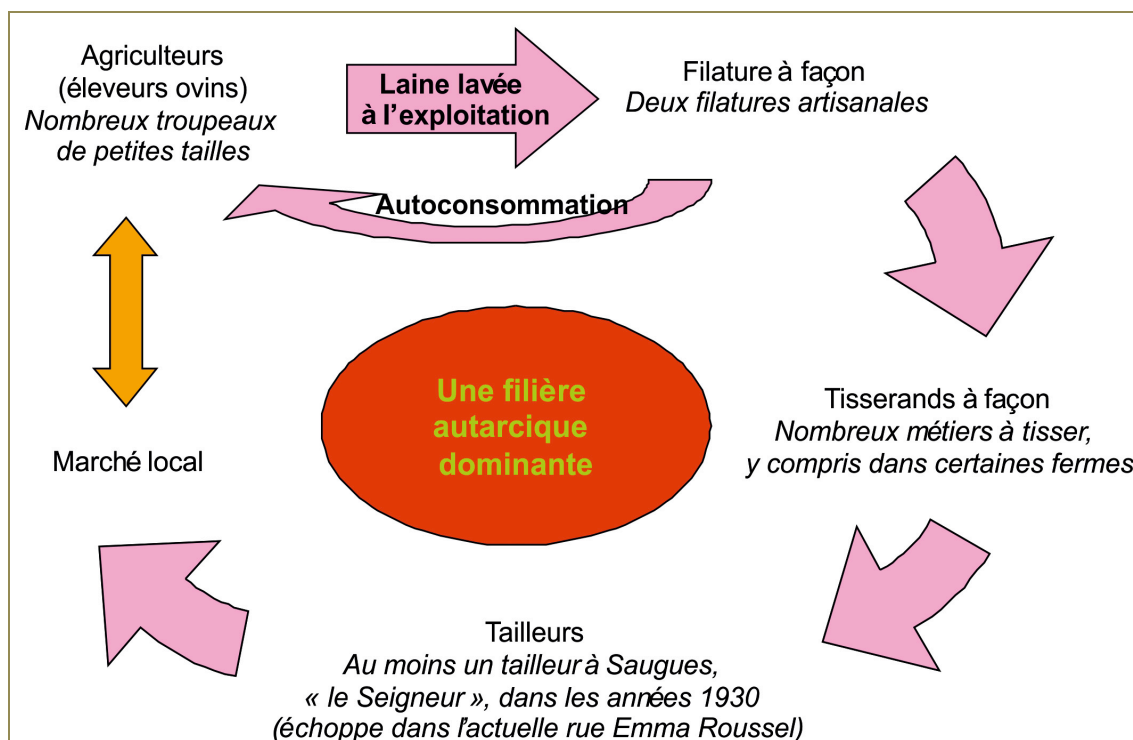 Agriculteurs
(éleveurs ovins)
Nombreux troupeaux
de petites tailles
Laine lavée
à l'exploitation
Filature à façon
Deux filatures artisanales
Autoconsommation
Une filière
autarcique
dominante
Tisserands à façon
Nombreux métiers à tisser,
y compris dans certaines fermes
Marché local
Tailleurs
Au moins un tailleur à Saugues,
« le Seigneur », dans les années 1930
(échoppe dans l'actuelle rue Emma Roussel)